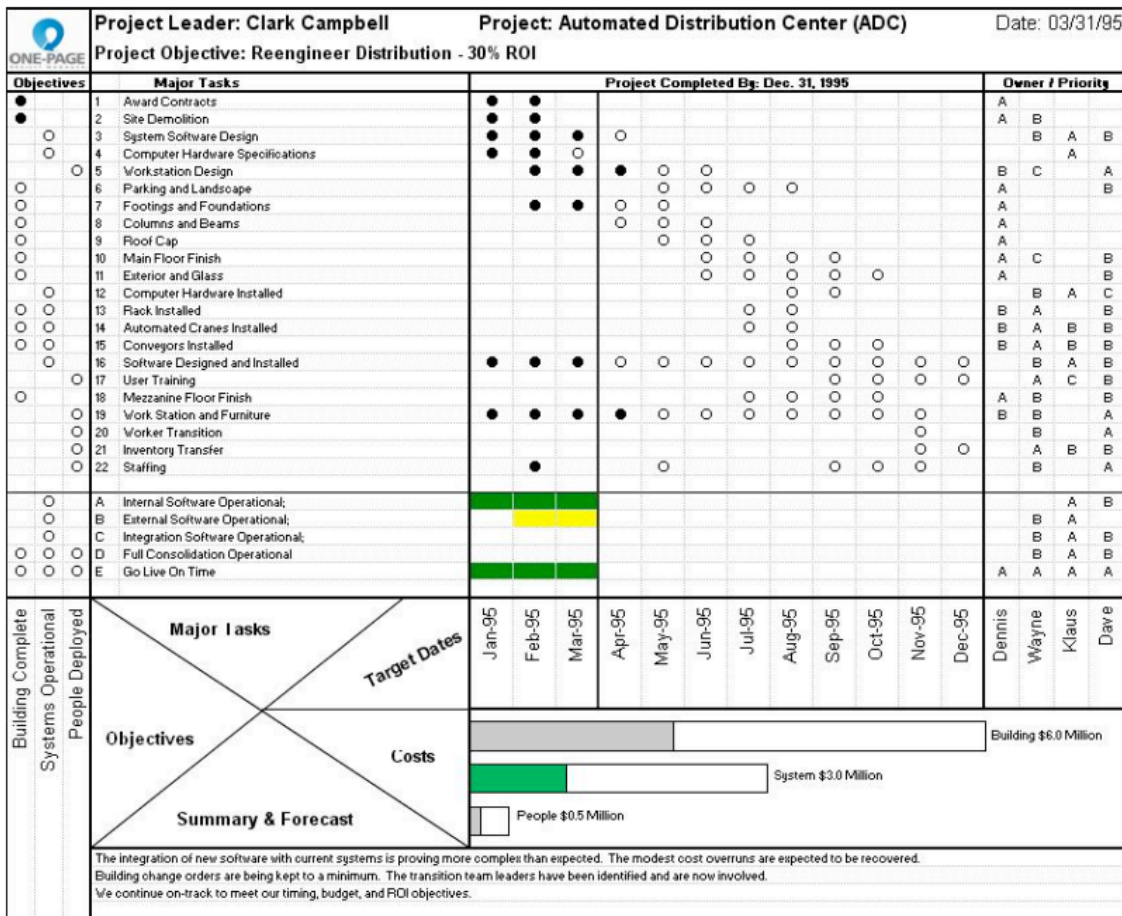 Project Leader: Clark Campbell Project: Automated Distribution Center (ADC) Date: 03/31/95
ONE-PAGE
Project Objective: Reengineer Distribution - 30% ROI
Objectives Major Tasks Project Completed By: Dec. 31, 1995 Owner / Priority
1 Award Contracts A
2 Site Demolition A B
3 System Software Design B A B
4 Computer Hardware Specifications A
5 Workstation Design B C A
6 Parking and Landscape A B
7 Footings and Foundations A
8 Columns and Beams A
9 Roof Cap A
10 Main Floor Finish A C B
11 Exterior and Glass A B
12 Computer Hardware Installed B A C
13 Rack Installed B A B
14 Automated Cranes Installed B A B B
15 Conveyors Installed B A B B
16 Software Designed and Installed B A B
17 User Training A C B
18 Mezzanine Floor Finish A B B
19 Work Station and Furniture B B A
20 Worker Transition B A
21 Inventory Transfer A B B
22 Staffing B A
A Internal Software Operational; A B
B External Software Operational; B A
C Integration Software Operational; B A B
D Full Consolidation Operational B A B
E Go Live On Time A A A A
Building Complete
Systems Operational
People Deployed
Major Tasks
Target Dates
Objectives
Costs
Summary & Forecast
Jan-95 Feb-95 Mar-95 Apr-95 May-95 Jun-95 Jul-95 Aug-95 Sep-95 Oct-95 Nov-95 Dec-95 Dennis Wayne Klaus Dave
Building $6.0 Million
System $3.0 Million
People $0.5 Million
The integration of new software with current systems is proving more complex than expected. The modest cost overruns are expected to be recovered.
Building change orders are being kept to a minimum. The transition team leaders have been identified and are now involved.
We continue on-track to meet our timing, budget, and ROI objectives.